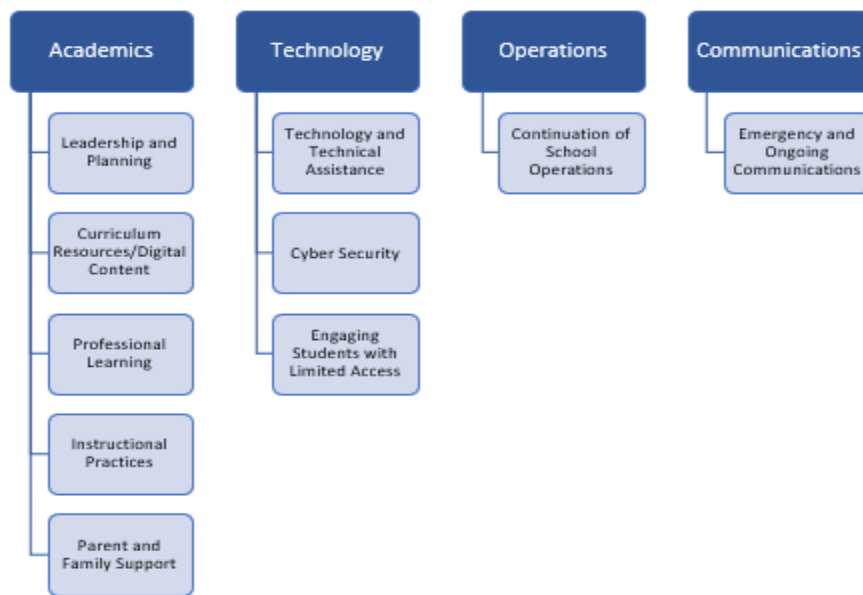 Academics
Leadership and
Planning
Curriculum
Resources/Digital
Content
Professional
Learning
Instructional
Practices
Parent and
Family Support
Technology
Technology and
Technical
Assistance
Cyber Security
Engaging
Students with
Limited Access
Operations
Continuation of
School
Operations
Communications
Emergency and
Ongoing
Communications